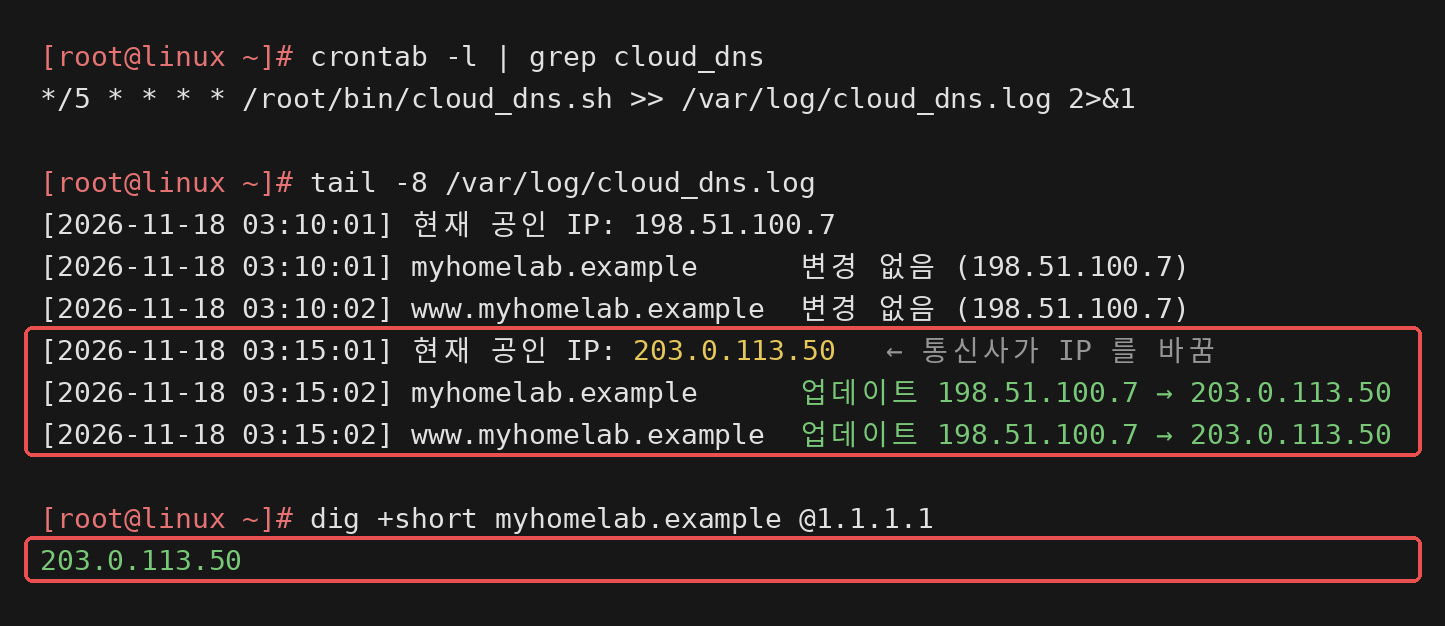 [root@linux ~]# crontab -l | grep cloud_dns
*/5 * * * * /root/bin/cloud_dns.sh >> /var/log/cloud_dns.log 2>&1
[root@linux ~]# tail -8 /var/log/cloud_dns.log
[2026-11-18 03:10:01] 현재 공인 IP: 198.51.100.7
[2026-11-18 03:10:01] myhomelab.example 변경 없음 (198.51.100.7)
[2026-11-18 03:10:02] www.myhomelab.example 변경 없음 (198.51.100.7)
[2026-11-18 03:15:01] 현재 공인 IP: 203.0.113.50 ← 통신사가 IP 를 바꿈
[2026-11-18 03:15:02] myhomelab.example 업데이트 198.51.100.7 → 203.0.113.50
[2026-11-18 03:15:02] www.myhomelab.example 업데이트 198.51.100.7 → 203.0.113.50
[root@linux ~]# dig +short myhomelab.example @1.1.1.1
203.0.113.50